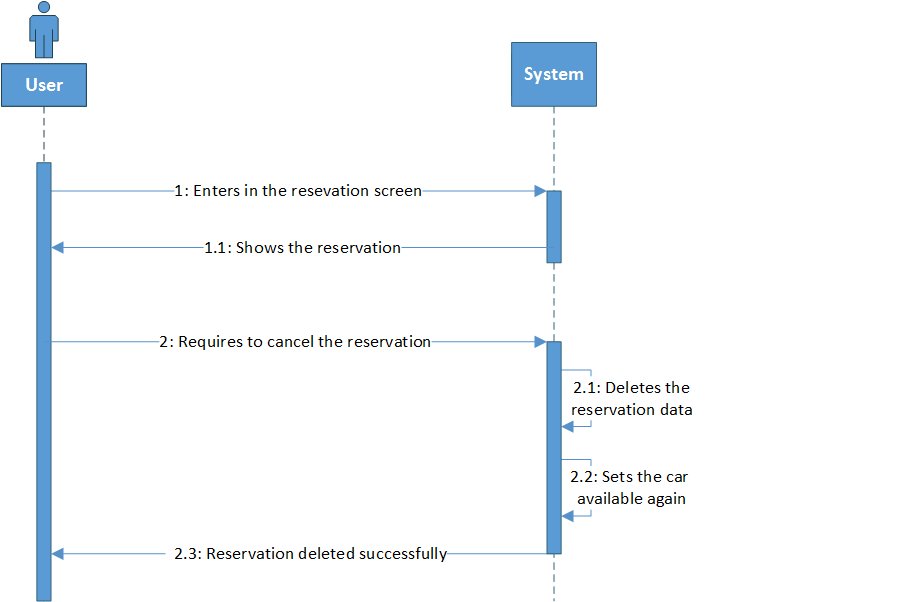 User
System
1: Enters in the resevation screen
1.1: Shows the reservation
2: Requires to cancel the reservation
2.1: Deletes the
reservation data
2.2: Sets the car
available again
2.3: Reservation deleted successfully